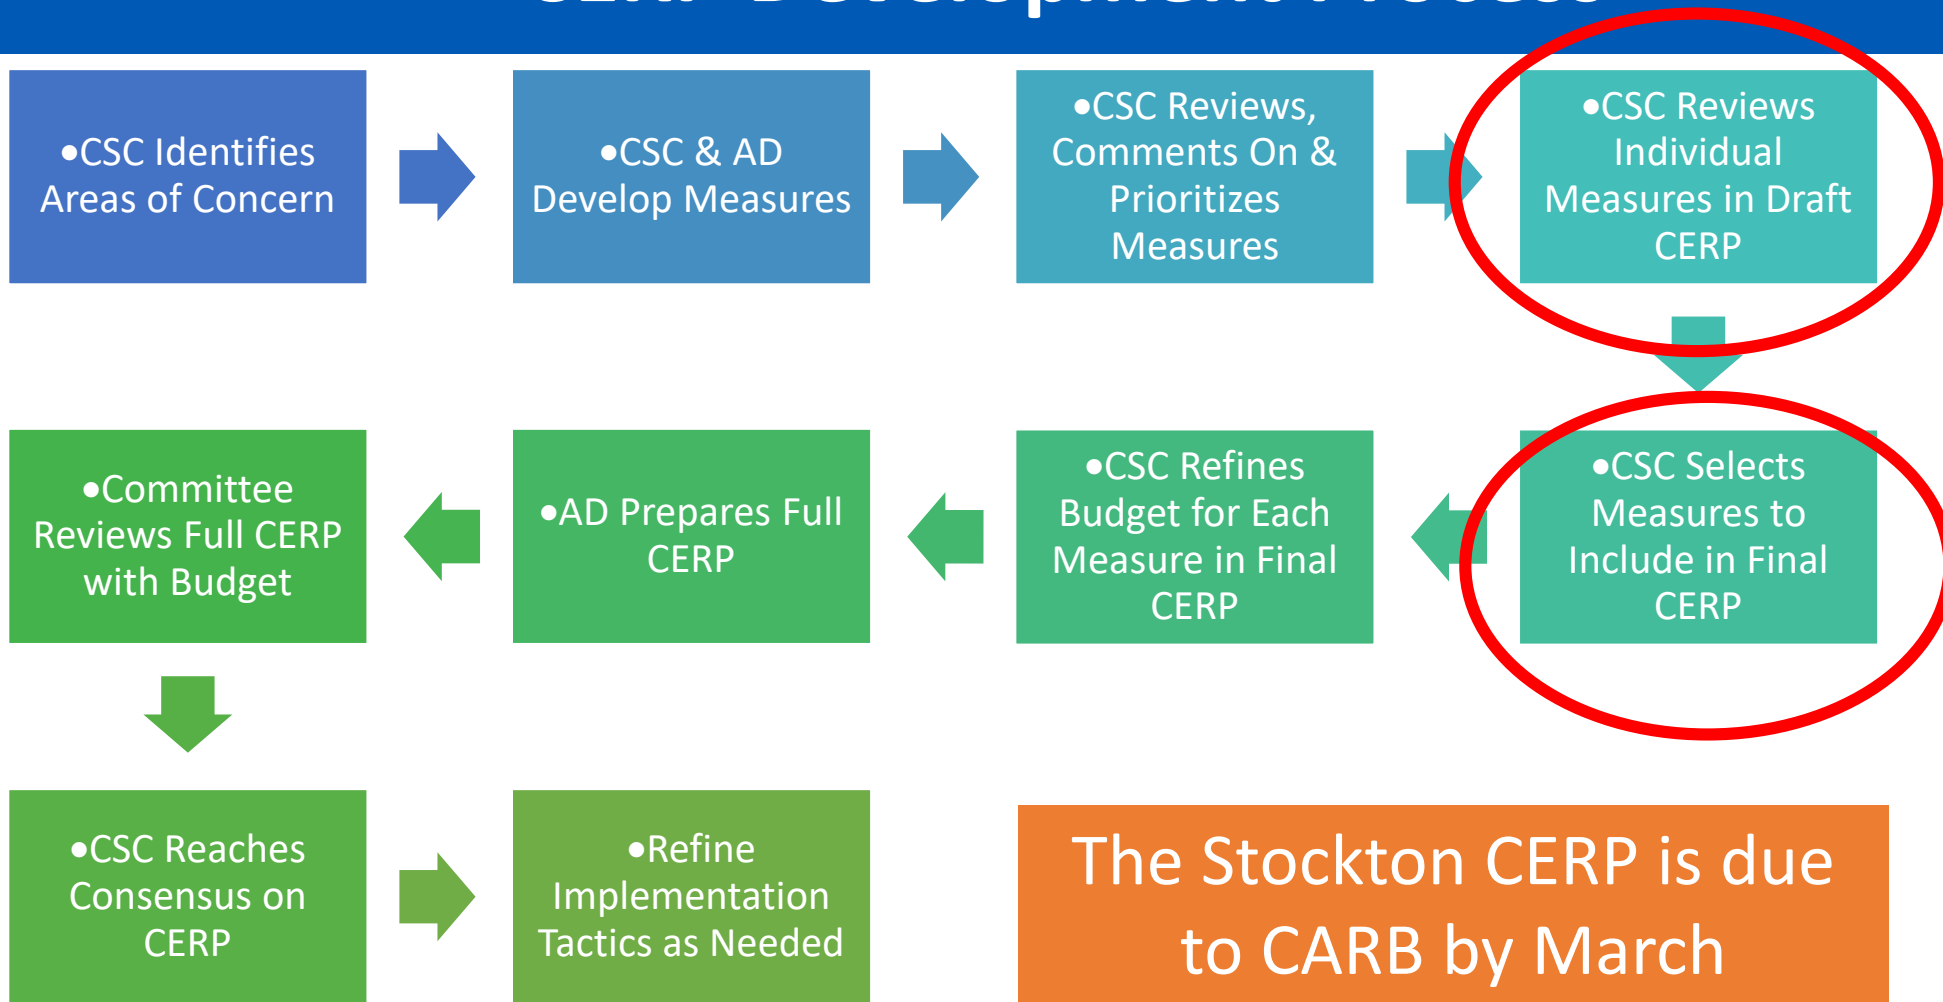 CERP Development Process
•CSC Identifies
Areas of Concern
•CSC & AD
Develop Measures
•CSC Reviews,
Comments On &
Prioritizes
Measures
•CSC Reviews
Individual
Measures in Draft
CERP
•CSC Selects
Measures to
Include in Final
CERP
•CSC Refines
Budget for Each
Measure in Final
CERP
•AD Prepares Full
CERP
•Committee
Reviews Full CERP
with Budget
•CSC Reaches
Consensus on
CERP
•Refine
Implementation
Tactics as Needed
The Stockton CERP is due
to CARB by March